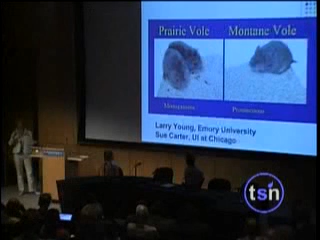 Prairie Vole Montane Vole
Monogamous Promiscuous
Larry Young, Emory University
Sue Carter, UI at Chicago
tsn